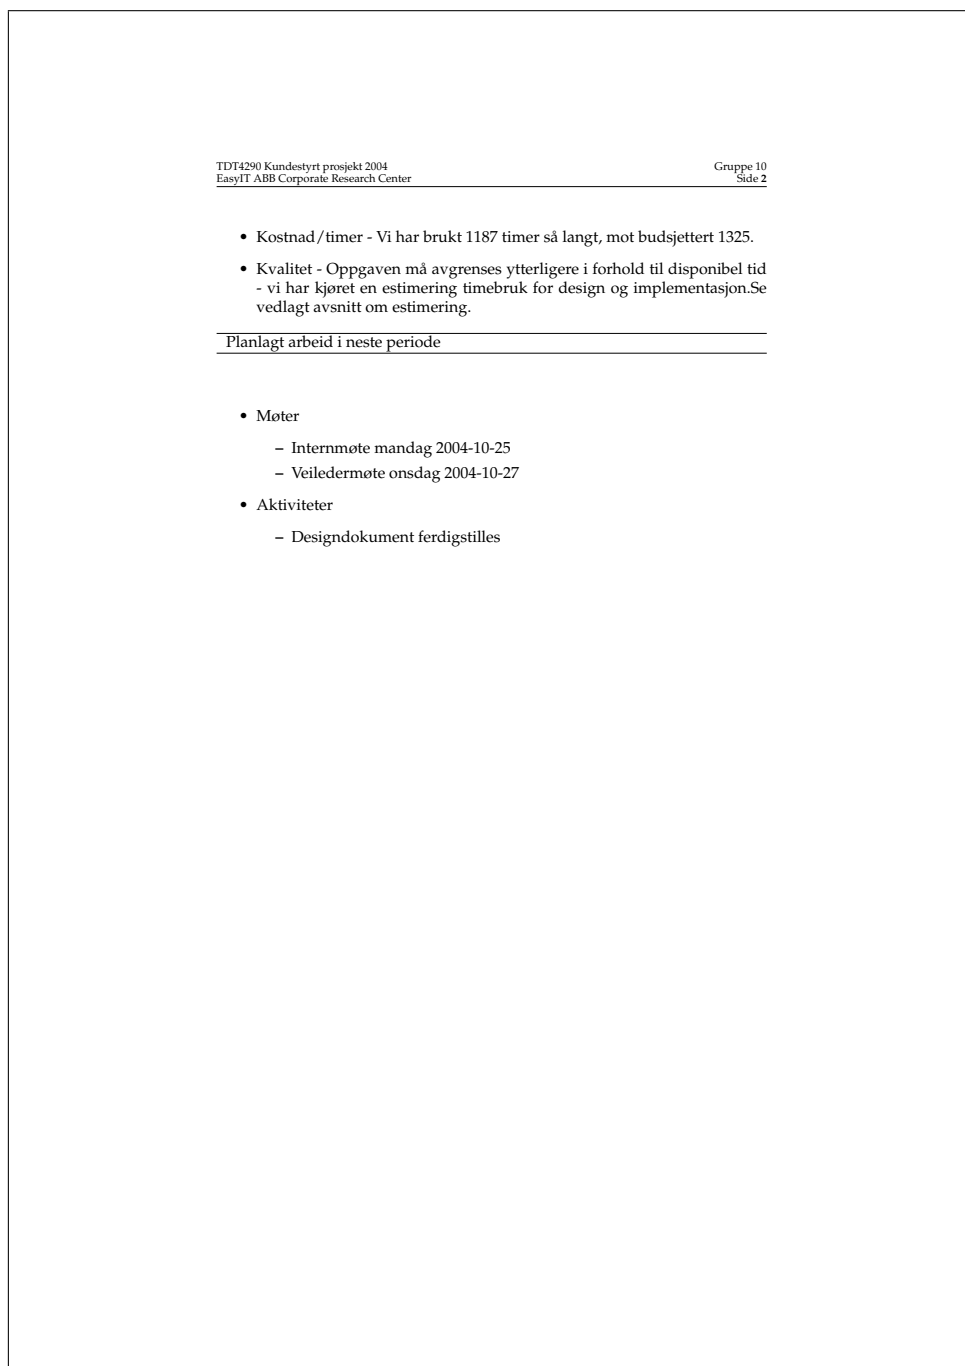 TDT4290 Kundestyrt prosjekt 2004 Gruppe 10
EasyIT ABB Corporate Research Center Side 2
• Kostnad/timer - Vi har brukt 1187 timer så langt, mot budsjettert 1325.
• Kvalitet - Oppgaven må avgrenses ytterligere i forhold til disponibel tid
- vi har kjøret en estimering timebruk for design og implementasjon.Se
vedlagt avsnitt om estimering.
Planlagt arbeid i neste periode
• Møter
– Internmøte mandag 2004-10-25
– Veiledermøte onsdag 2004-10-27
• Aktiviteter
– Designdokument ferdigstilles